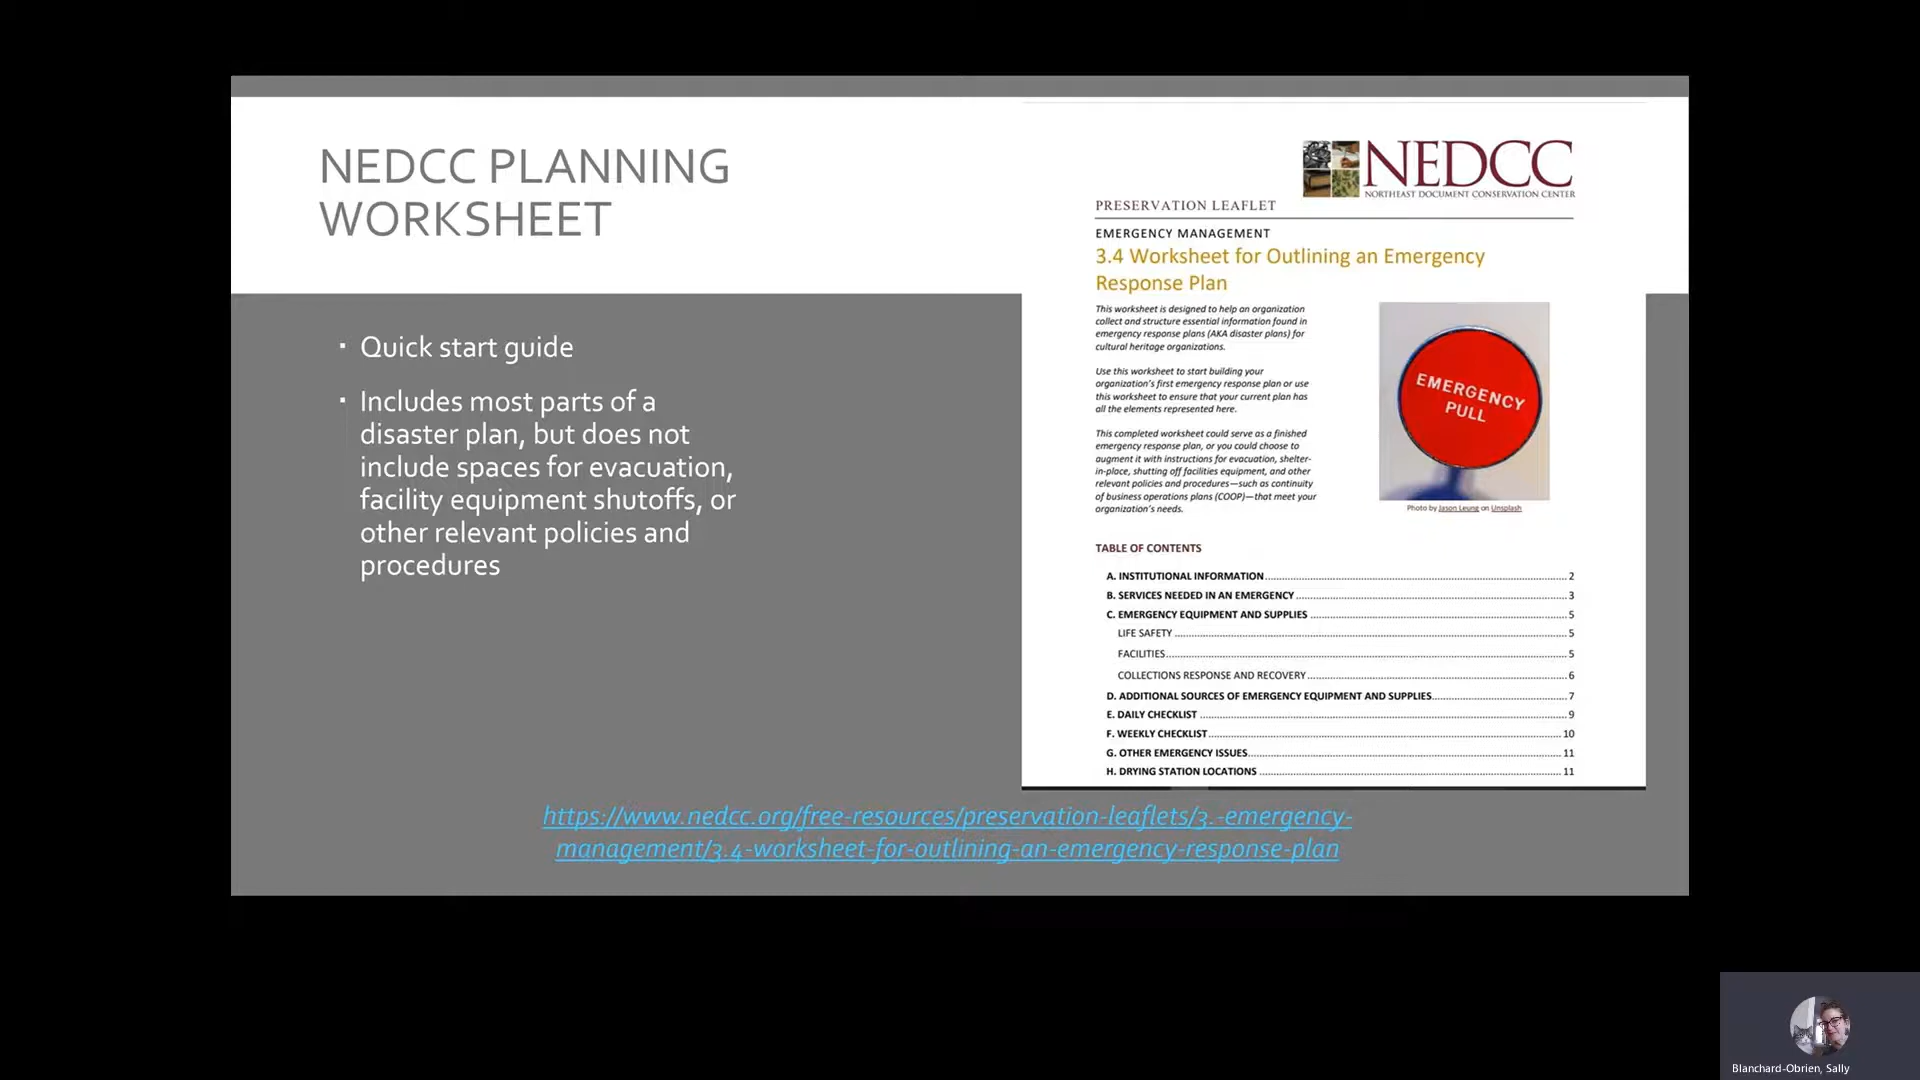 NEDCC PLANNING
WORKSHEET
▪ Quick start guide
▪ Includes most parts of a
disaster plan, but does not
include spaces for evacuation,
facility equipment shutoffs, or
other relevant policies and
procedures
NEDCC
NORTHEAST DOCUMENT CONSERVATION CENTER
PRESERVATION LEAFLET
EMERGENCY MANAGEMENT
3.4 Worksheet for Outlining an Emergency
Response Plan
This worksheet is designed to help an organization
collect and structure essential information found in
emergency response plans (AKA disaster plans) for
cultural heritage organizations.
Use this worksheet to start building your
organization's first emergency response plan or use
this worksheet to ensure that your current plan has
all the elements represented here.
This completed worksheet could serve as a finished
emergency response plan, or you could choose to
augment it with instructions for evacuation, shelter-
in-place, shutting off facilities equipment, and other
relevant policies and procedures—such as continuity
of business operations plans (COOP)—that meet your
organization's needs.
EMERGENCY
PULL
Photo by Jason Leung on Unsplash
TABLE OF CONTENTS
A. INSTITUTIONAL INFORMATION 2
B. SERVICES NEEDED IN AN EMERGENCY 3
C. EMERGENCY EQUIPMENT AND SUPPLIES 5
LIFE SAFETY 5
FACILITIES 5
COLLECTIONS RESPONSE AND RECOVERY 6
D. ADDITIONAL SOURCES OF EMERGENCY EQUIPMENT AND SUPPLIES 7
E. DAILY CHECKLIST 9
F. WEEKLY CHECKLIST 10
G. OTHER EMERGENCY ISSUES 11
H. DRYING STATION LOCATIONS 11
https://www.nedcc.org/free-resources/preservation-leaflets/3.-emergency-
management/3.4-worksheet-for-outlining-an-emergency-response-plan
Blanchard-Obrien, Sally